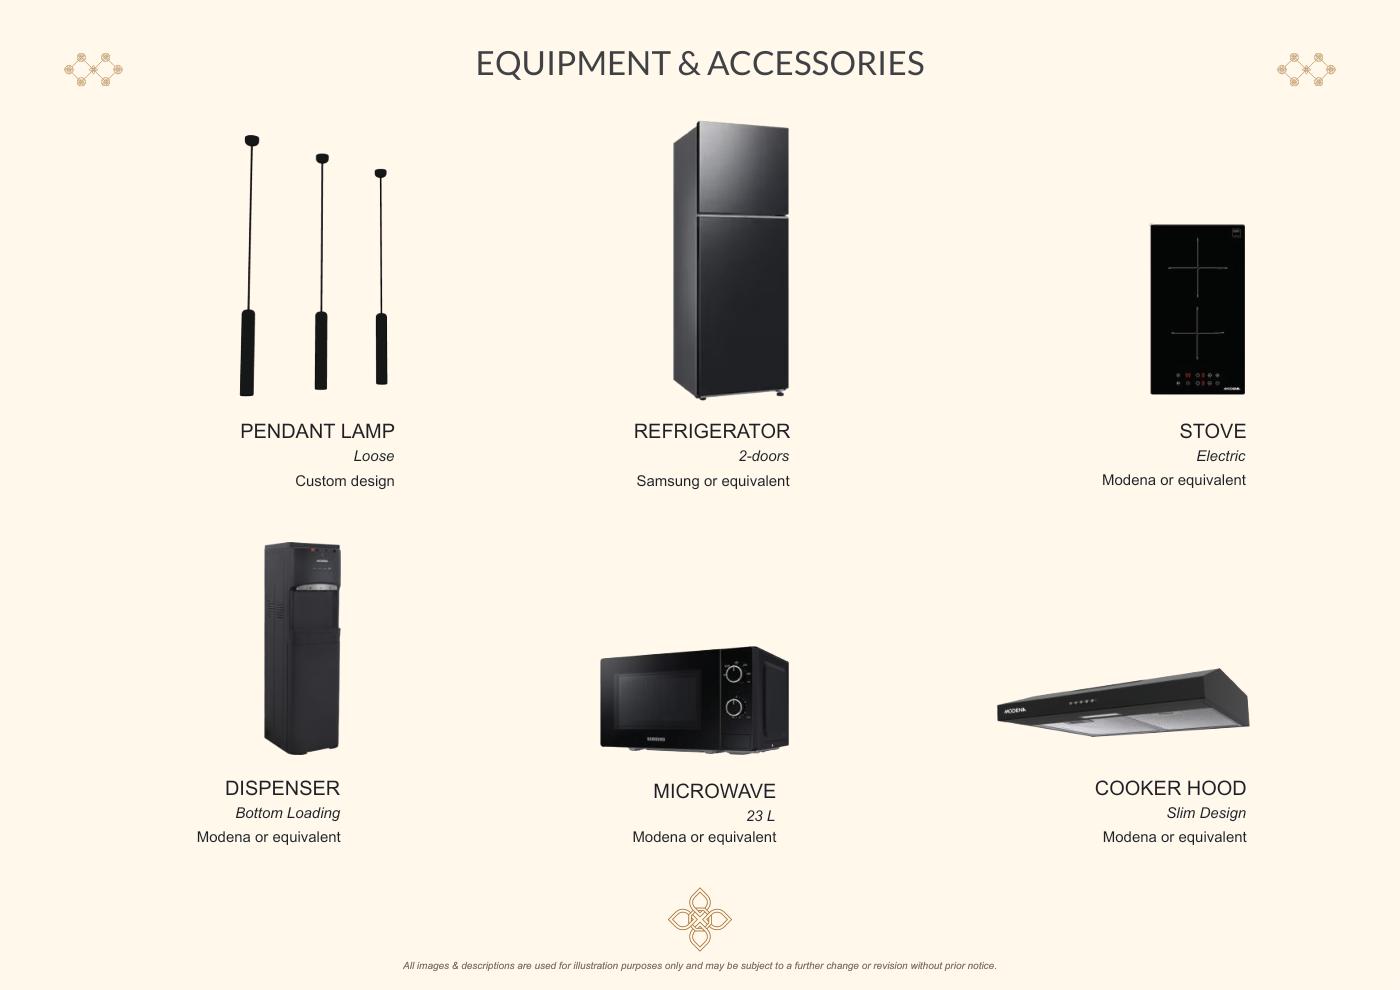 EQUIPMENT & ACCESSORIES
PENDANT LAMP
Loose
Custom design
REFRIGERATOR
2-doors
Samsung or equivalent
STOVE
Electric
Modena or equivalent
DISPENSER
Bottom Loading
Modena or equivalent
SAMSUNG
MICROWAVE
23 L
Modena or equivalent
MODENA
COOKER HOOD
Slim Design
Modena or equivalent
All images & descriptions are used for illustration purposes only and may be subject to a further change or revision without prior notice.